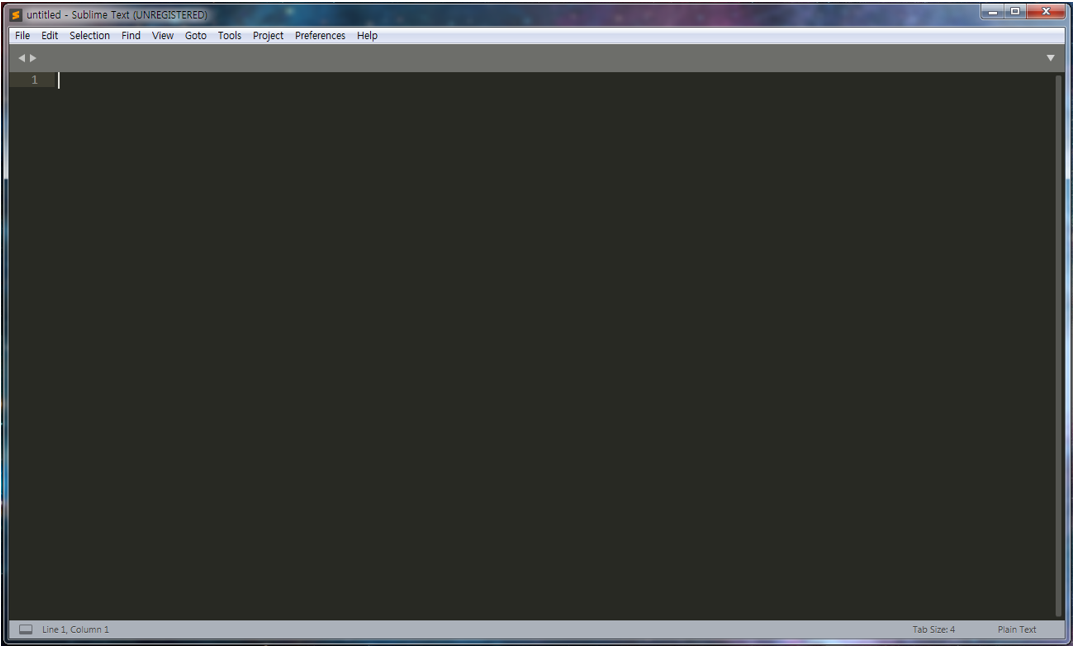 untitled - Sublime Text (UNREGISTERED)
File Edit Selection Find View Goto Tools Project Preferences Help
1
Line 1, Column 1 Tab Size: 4 Plain Text